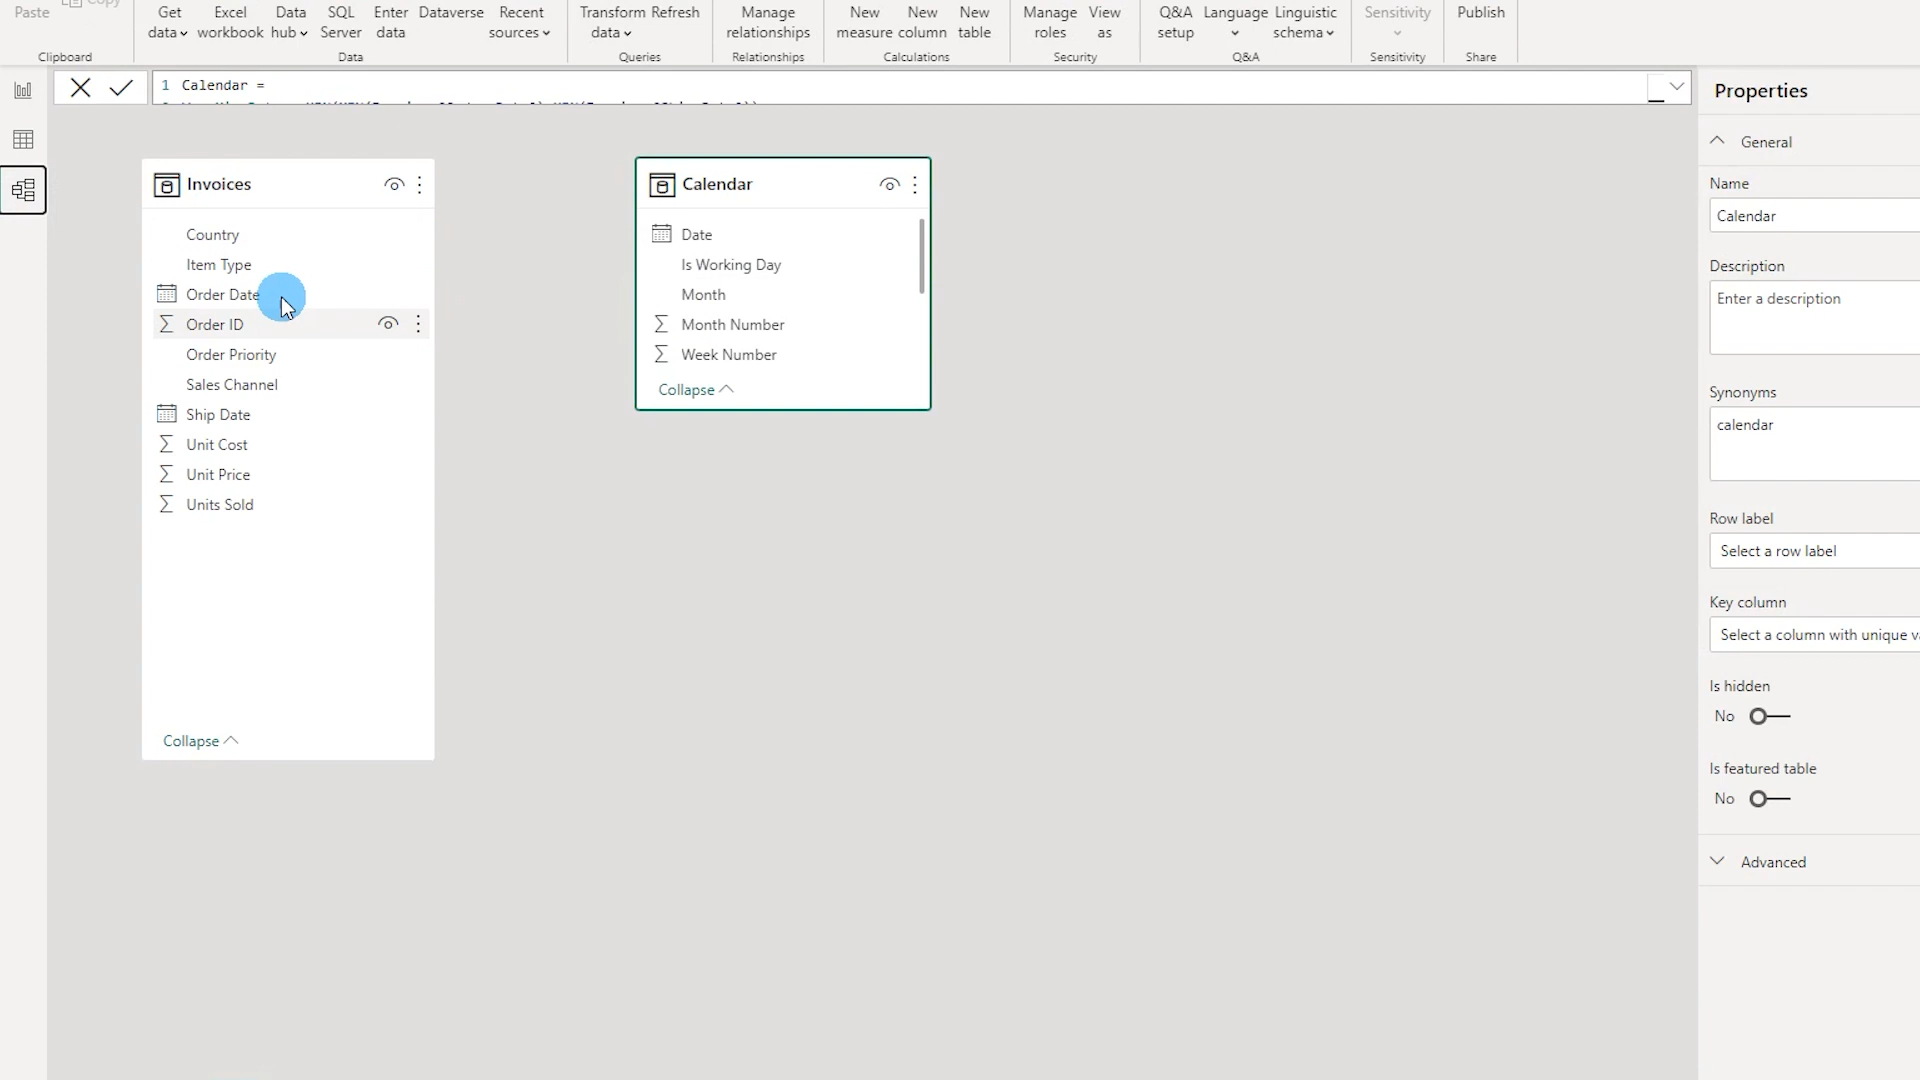 Paste
Copy
Get data
Excel workbook
Data hub
SQL Server
Enter data
Dataverse
Recent sources
Transform data
Refresh
Manage relationships
New measure
New column
New table
Manage roles
View as
Q&A setup
Language
Linguistic schema
Sensitivity
Publish
Clipboard
Data
Queries
Relationships
Calculations
Security
Q&A
Sensitivity
Share
1 Calendar =
Properties
General
Name
Calendar
Description
Enter a description
Synonyms
calendar
Row label
Select a row label
Key column
Select a column with unique
Is hidden
No
Is featured table
No
Advanced
Invoices
Country
Item Type
Order Date
Order ID
Order Priority
Sales Channel
Ship Date
Unit Cost
Unit Price
Units Sold
Collapse
Calendar
Date
Is Working Day
Month
Month Number
Week Number
Collapse